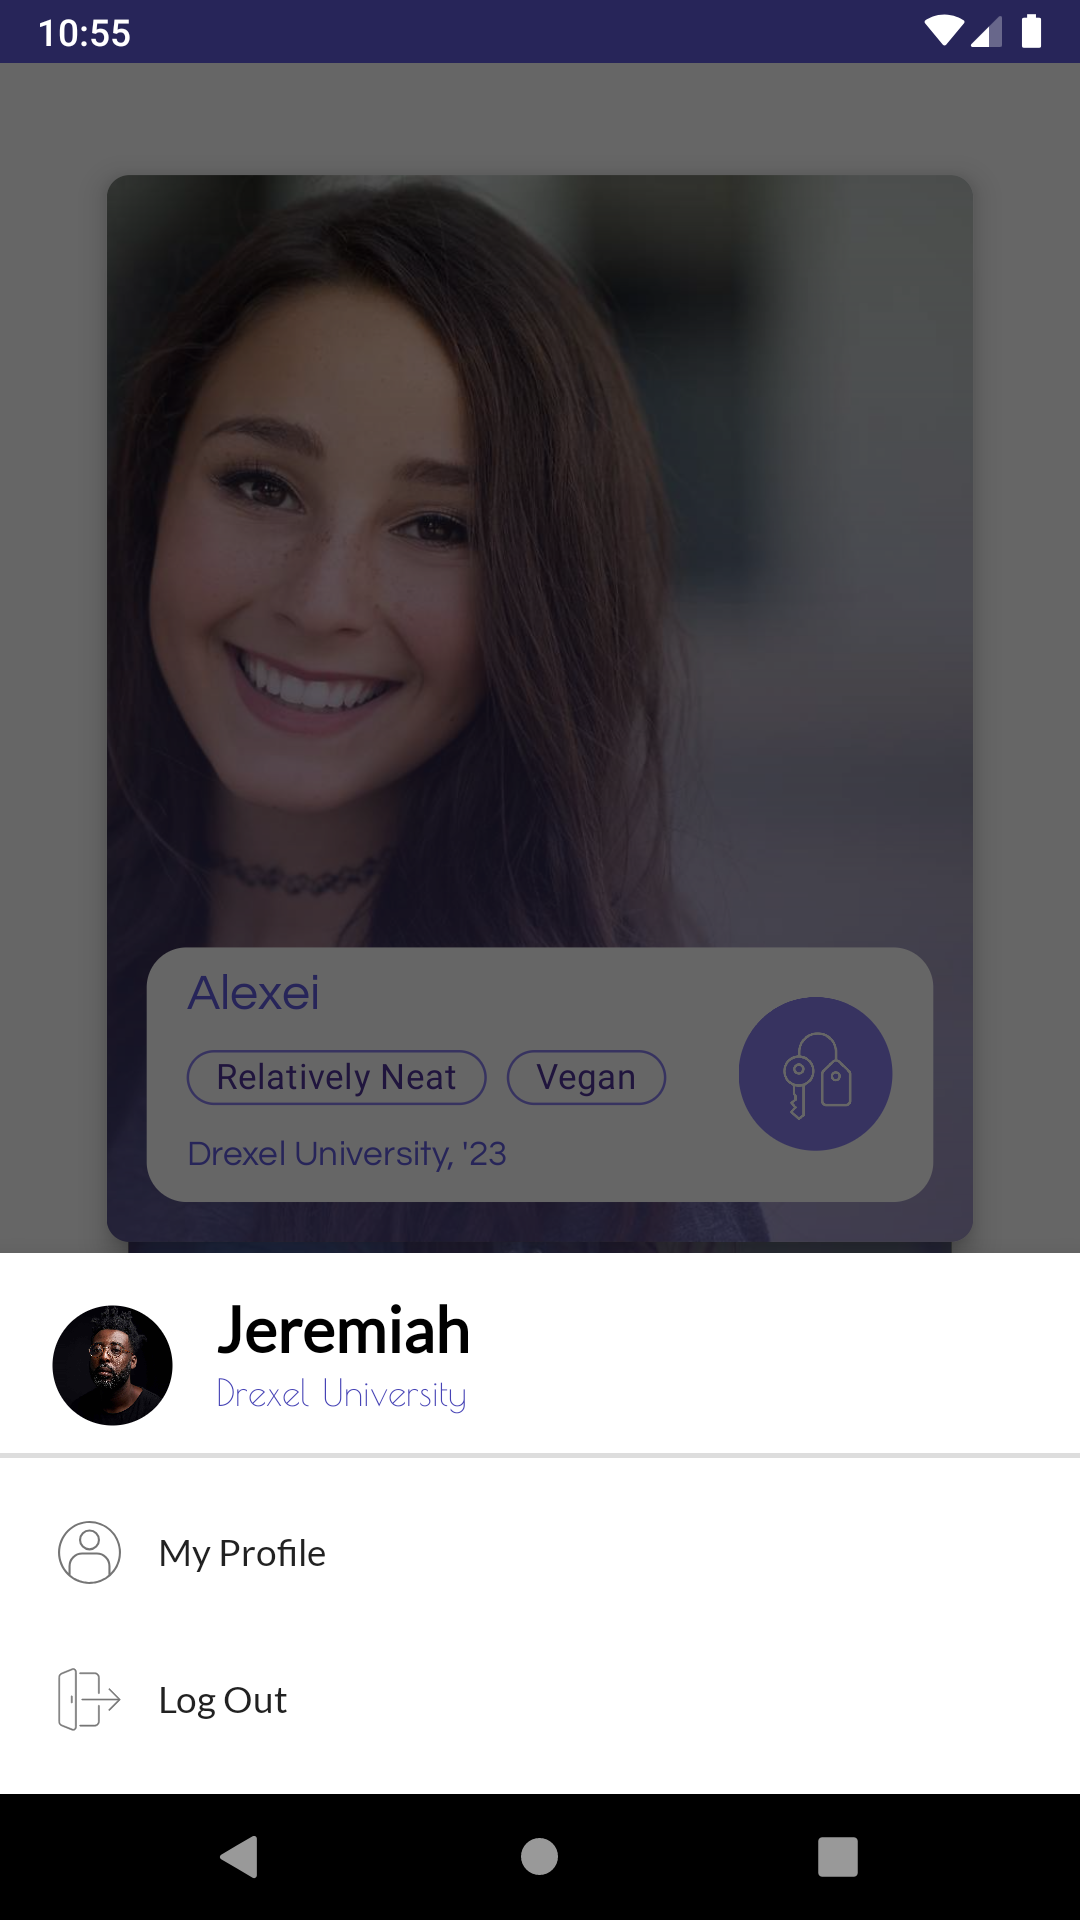 10:55
Alexei
Relatively Neat
Vegan
Drexel University, '23
Jeremiah
Drexel University
My Profile
Log Out